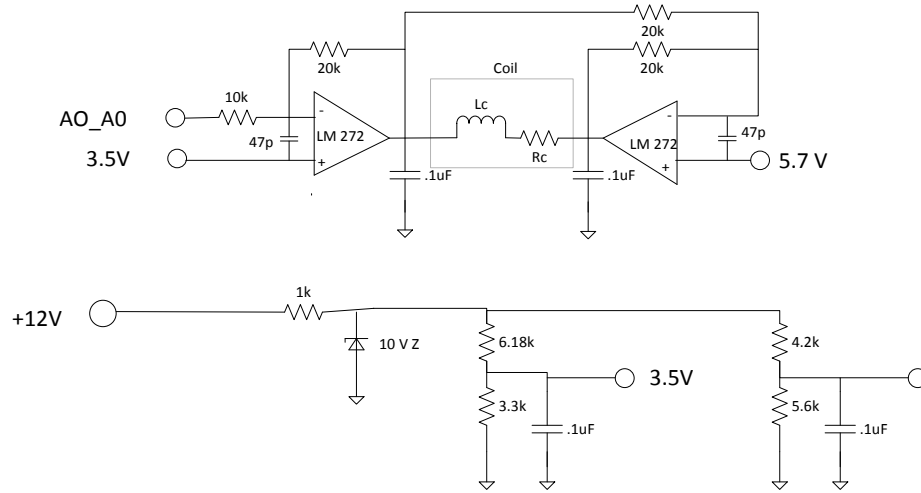 20k
20k
20k
Coil
10k
Lc
AO_A0
-
-
47p
LM 272
LM 272
47p
3.5V
+
Rc
+
5.7 V
.1uF
.1uF
1k
+12V
10 V Z
6.18k
4.2k
3.5V
3.3k
5.6k
.1uF
.1uF